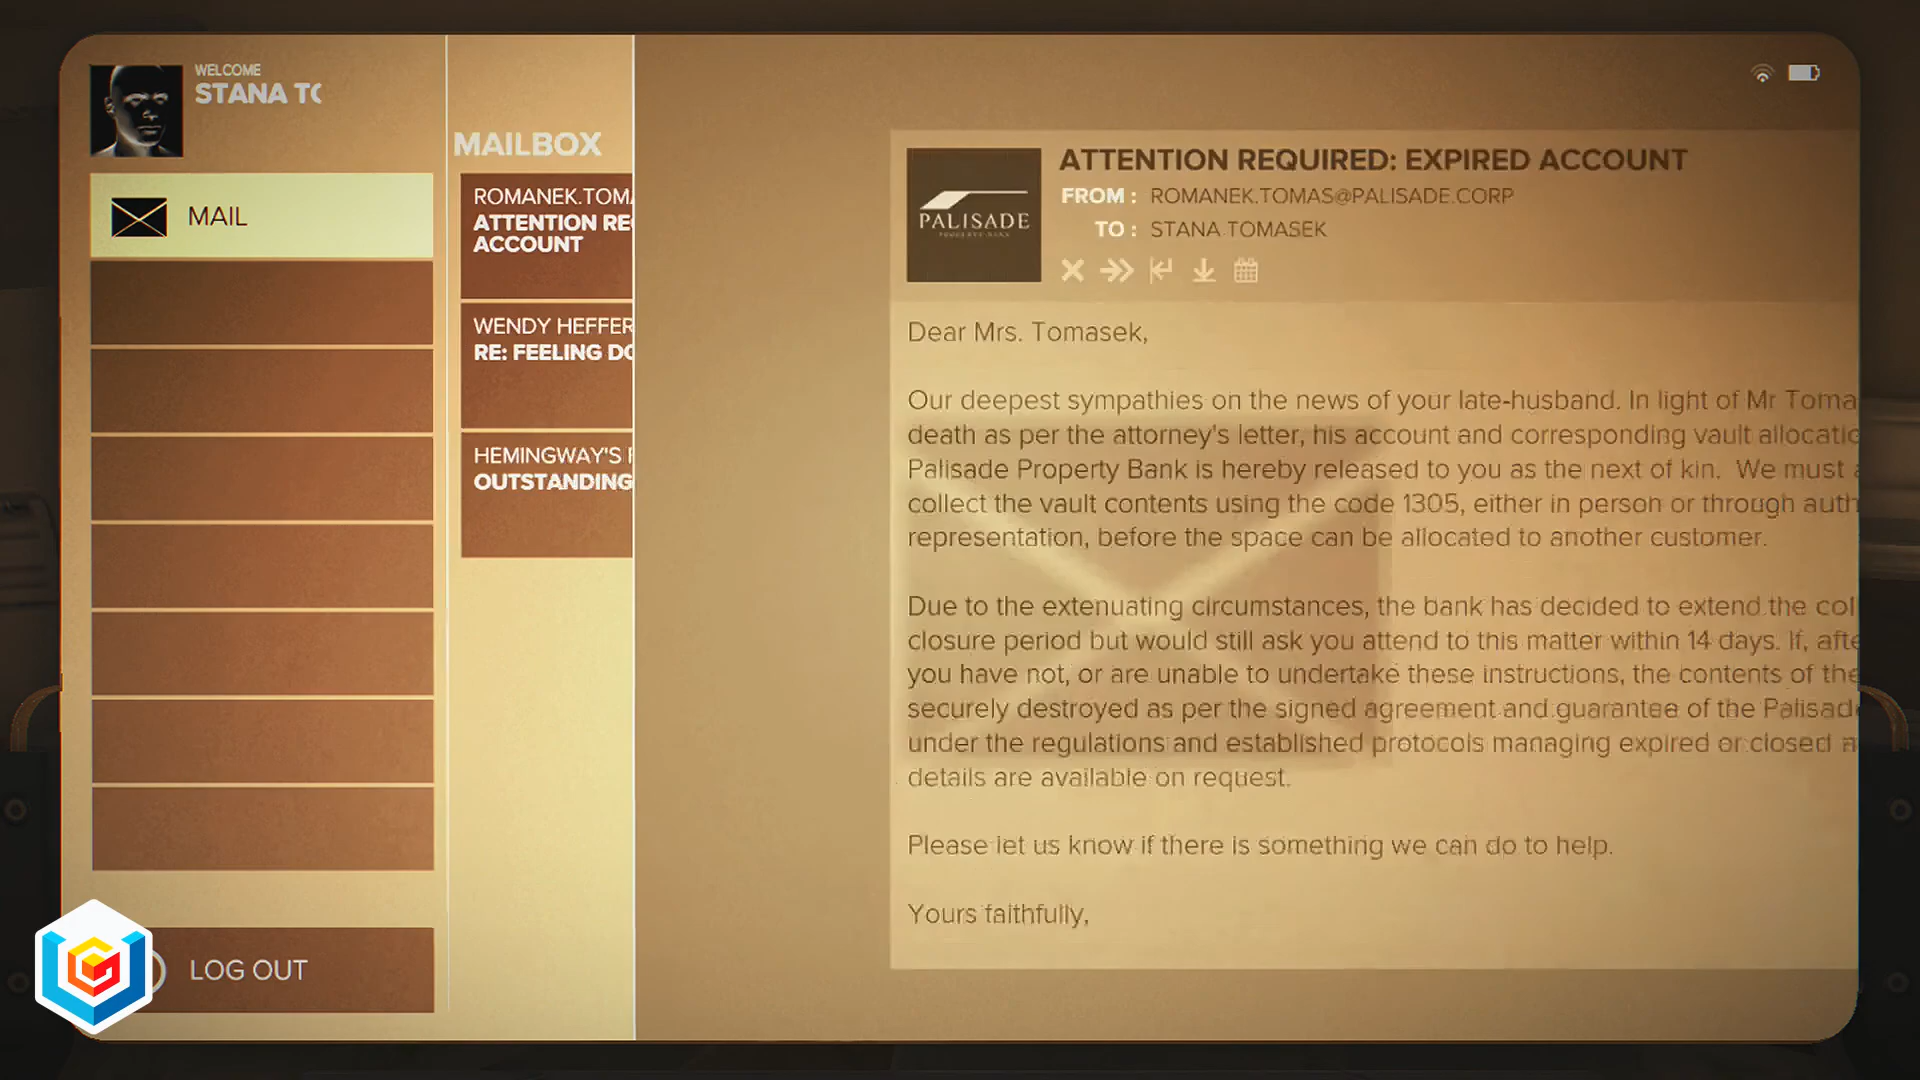 WELCOME
STANA TO
MAIL
LOG OUT
MAILBOX
ROMANEK.TOMA
ATTENTION RE
ACCOUNT
WENDY HEFFER
RE: FEELING DO
HEMINGWAY'S
OUTSTANDING
PALISADE
PROPERTY BANK
ATTENTION REQUIRED: EXPIRED ACCOUNT
FROM : ROMANEK.TOMAS@PALISADE.CORP
TO : STANA TOMASEK
Dear Mrs. Tomasek,
Our deepest sympathies on the news of your late-husband. In light of Mr Toma
death as per the attorney's letter, his account and corresponding vault allocatio
Palisade Property Bank is hereby released to you as the next of kin. We must
collect the vault contents using the code 1305, either in person or through auth
representation, before the space can be allocated to another customer.
Due to the extenuating circumstances, the bank has decided to extend the col
closure period but would still ask you attend to this matter within 14 days. If, afte
you have not, or are unable to undertake these instructions, the contents of the
securely destroyed as per the signed agreement and guarantee of the Palisade
under the regulations and established protocols managing expired or closed
details are available on request.
Please let us know if there is something we can do to help.
Yours faithfully,